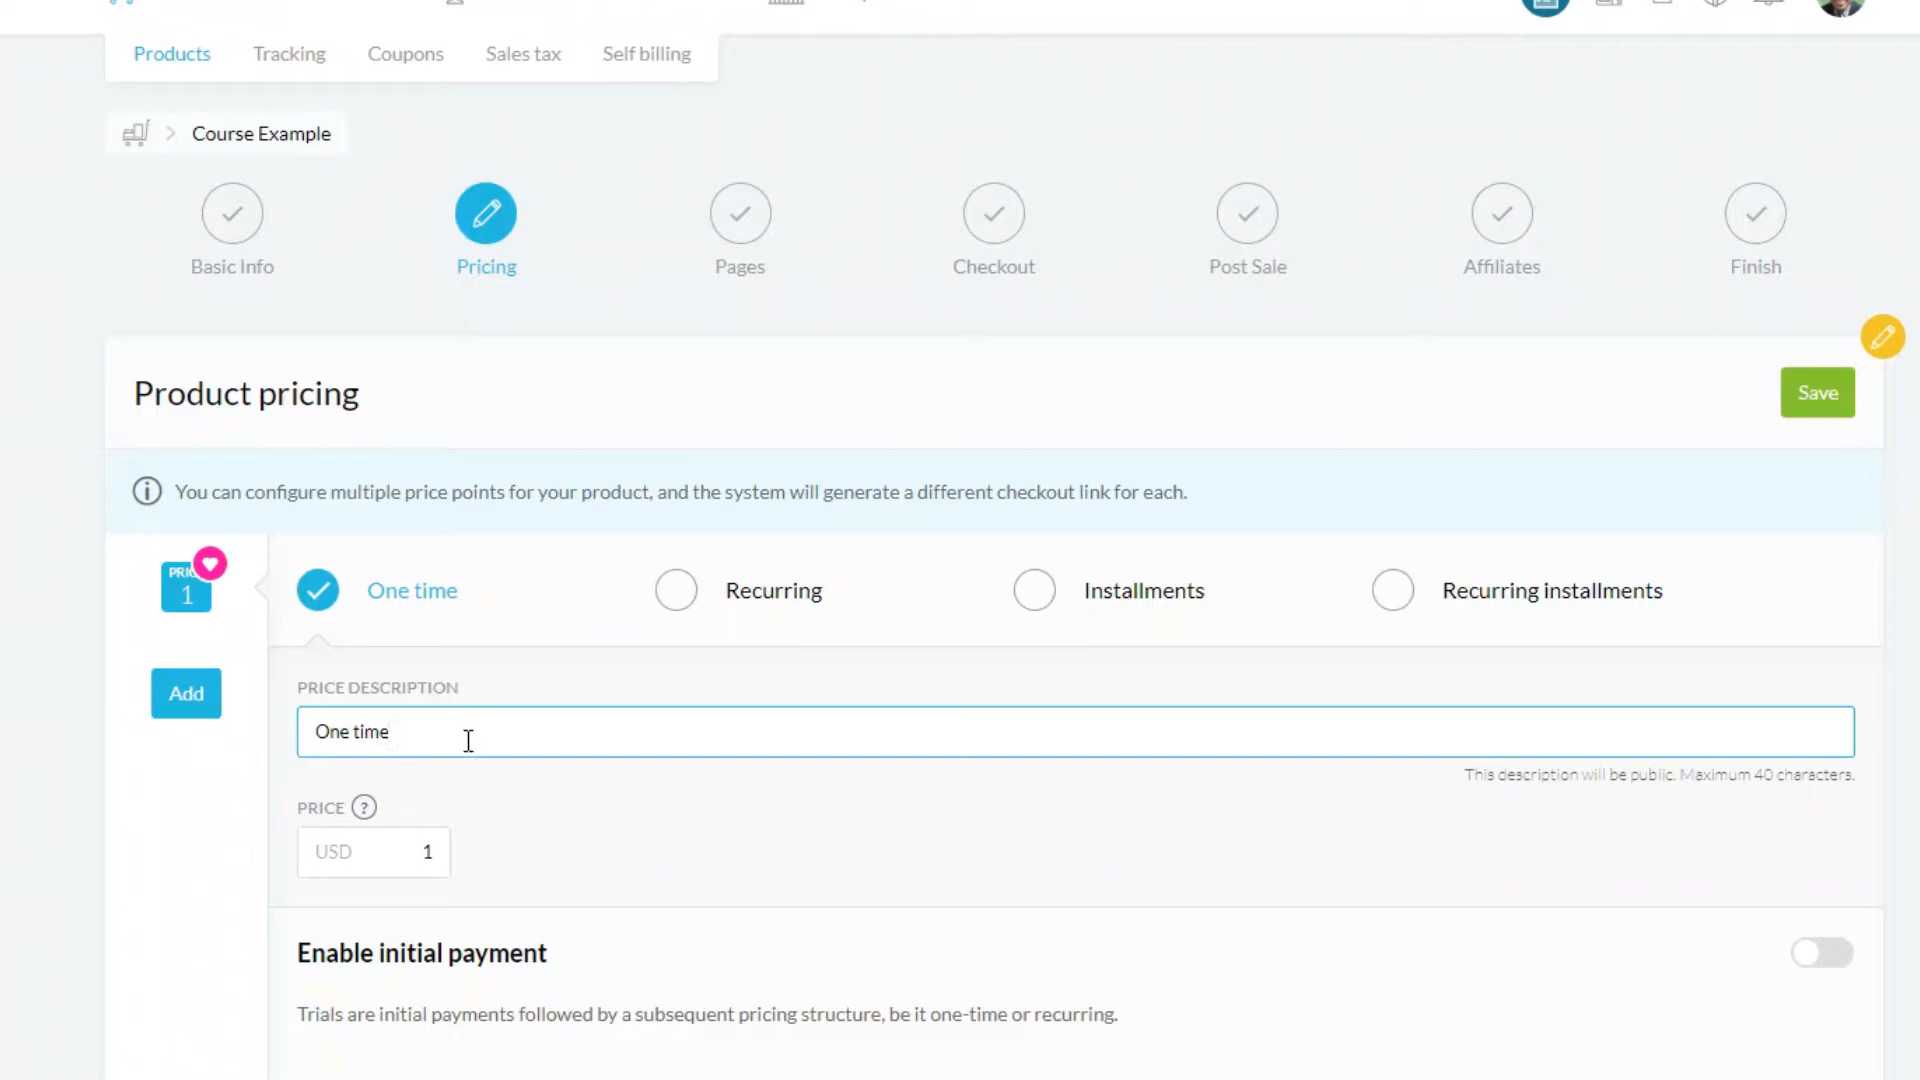 Products Tracking Coupons Sales tax Self billing
Course Example
Basic Info Pricing Pages Checkout Post Sale Affiliates Finish
Product pricing Save
You can configure multiple price points for your product, and the system will generate a different checkout link for each.
1 One time Recurring Installments Recurring installments
Add
PRICE DESCRIPTION
One time
This description will be public. Maximum 40 characters.
PRICE ?
USD 1
Enable initial payment
Trials are initial payments followed by a subsequent pricing structure, be it one-time or recurring.